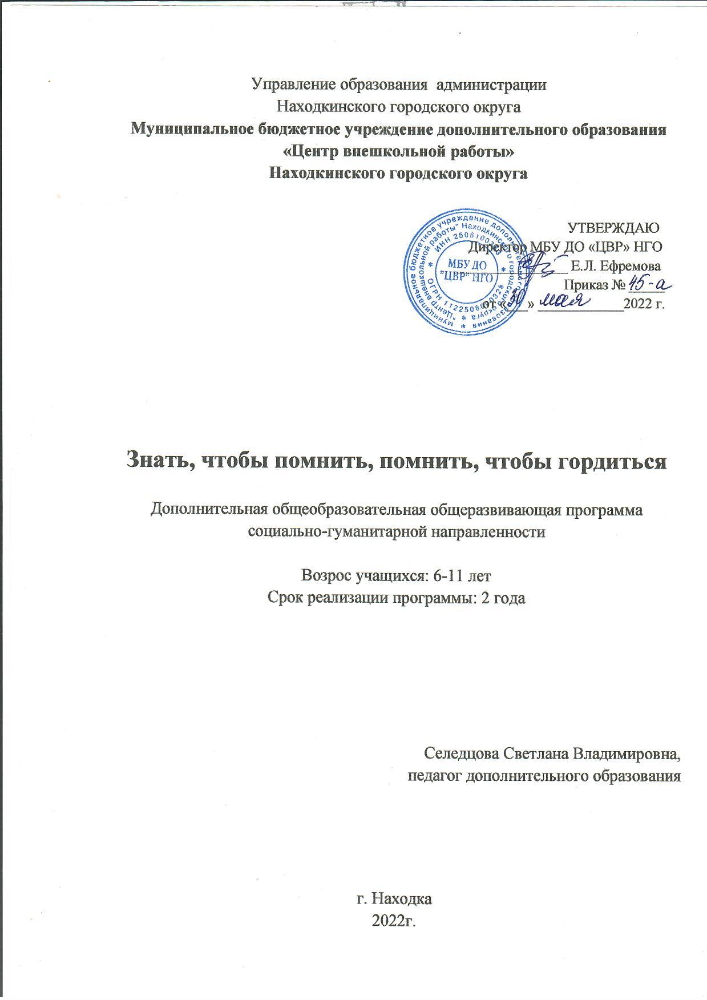 Управление образования администрации
Находкинского городского округа
Муниципальное бюджетное учреждение дополнительного образования
«Центр внешкольной работы»
Находкинского городского округа
УТВЕРЖДАЮ
Директор МБУ ДО «ЦВР» НГО
Е.Л. Ефремова
Приказ № 45-а
от «30» мая 2022 г.
Муниципальное бюджетное учреждение дополнительного образования
"Центр внешкольной работы" Находкинского городского округа
ИНН
ОГРН 1122508000328
МБУ ДО
"ЦВР" НГО
Знать, чтобы помнить, помнить, чтобы гордиться
Дополнительная общеобразовательная общеразвивающая программа
социально-гуманитарной направленности
Возрос учащихся: 6-11 лет
Срок реализации программы: 2 года
Селедцова Светлана Владимировна,
педагог дополнительного образования
г. Находка
2022г.